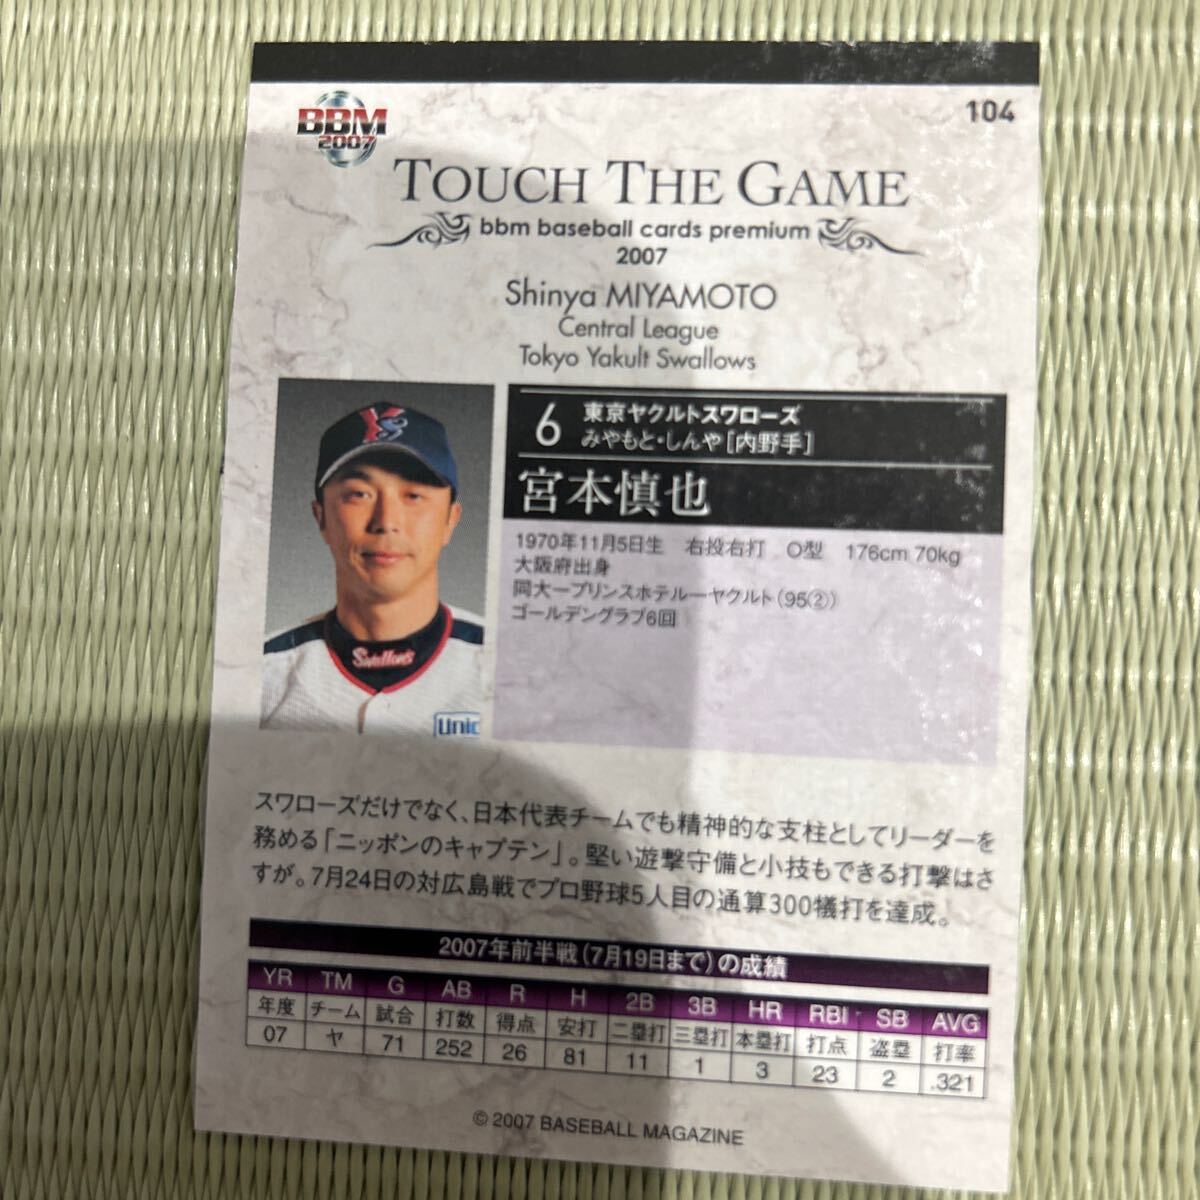 104
BBM
2007
TOUCH THE GAME
bbm baseball cards premium
2007
Shinya MIYAMOTO
Central League
Tokyo Yakult Swallows
6
東京ヤクルトスワローズ
みやもと・しんや[内野手]
宮本慎也
1970年11月5日生 右投右打 O型 176cm 70kg
大阪府出身
同大ープリンスホテルーヤクルト(95②)
ゴールデングラブ6回
YS
Swallows
Unic
スワローズだけでなく、日本代表チームでも精神的な支柱としてリーダーを
務める「ニッポンのキャプテン」。堅い遊撃守備と小技もできる打撃はさ
すが。7月24日の対広島戦でプロ野球5人目の通算300犠打を達成。
2007年前半戦(7月19日まで)の成績
YR TM G AB R H 2B 3B HR RBI SB AVG
年度 チーム 試合 打数 得点 安打 二塁打 三塁打 本塁打 打点 盗塁 打率
07 ヤ 71 252 26 81 11 1 3 23 2 .321
© 2007 BASEBALL MAGAZINE